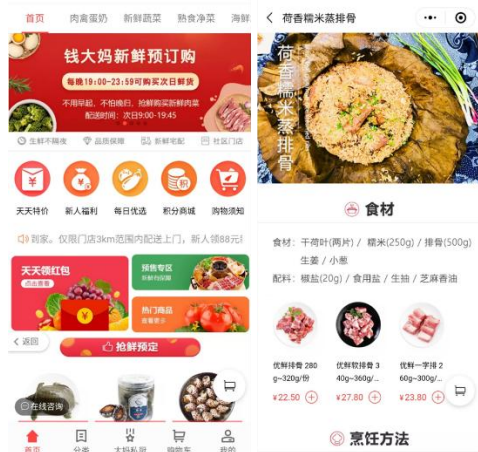 首页 肉禽蛋奶 新鲜蔬菜 熟食净菜 海鲜
钱大妈新鲜预订购
每晚19:00-23:59可购买次日鲜货
不用早起、不怕晚归，抢鲜购买新鲜肉菜
配送时间：次日9:00-19:45
生鲜不隔夜 品质保障 新鲜宅配 社区门店
天天特价 新人福利 每日优选 积分商城 购物须知
到家。仅限门店3km范围内配送上门，新人领88元
天天领红包
点击查看
预售专区
热门商品
返回
抢鲜预定
在线咨询
首页 分类 大妈私厨 购物车 我的
荷香糯米蒸排骨
荷香糯米蒸排骨
食材
食材：干荷叶(两片) / 糯米(250g) / 排骨(500g)
生姜 / 小葱
配料：椒盐(20g) / 食用盐 / 生抽 / 芝麻香油
优鲜排骨 280
g~320g/份
¥22.50
优鲜软排骨 3
40g~360g/...
¥27.80
优鲜一字排 2
60g~300g/...
¥23.80
烹饪方法